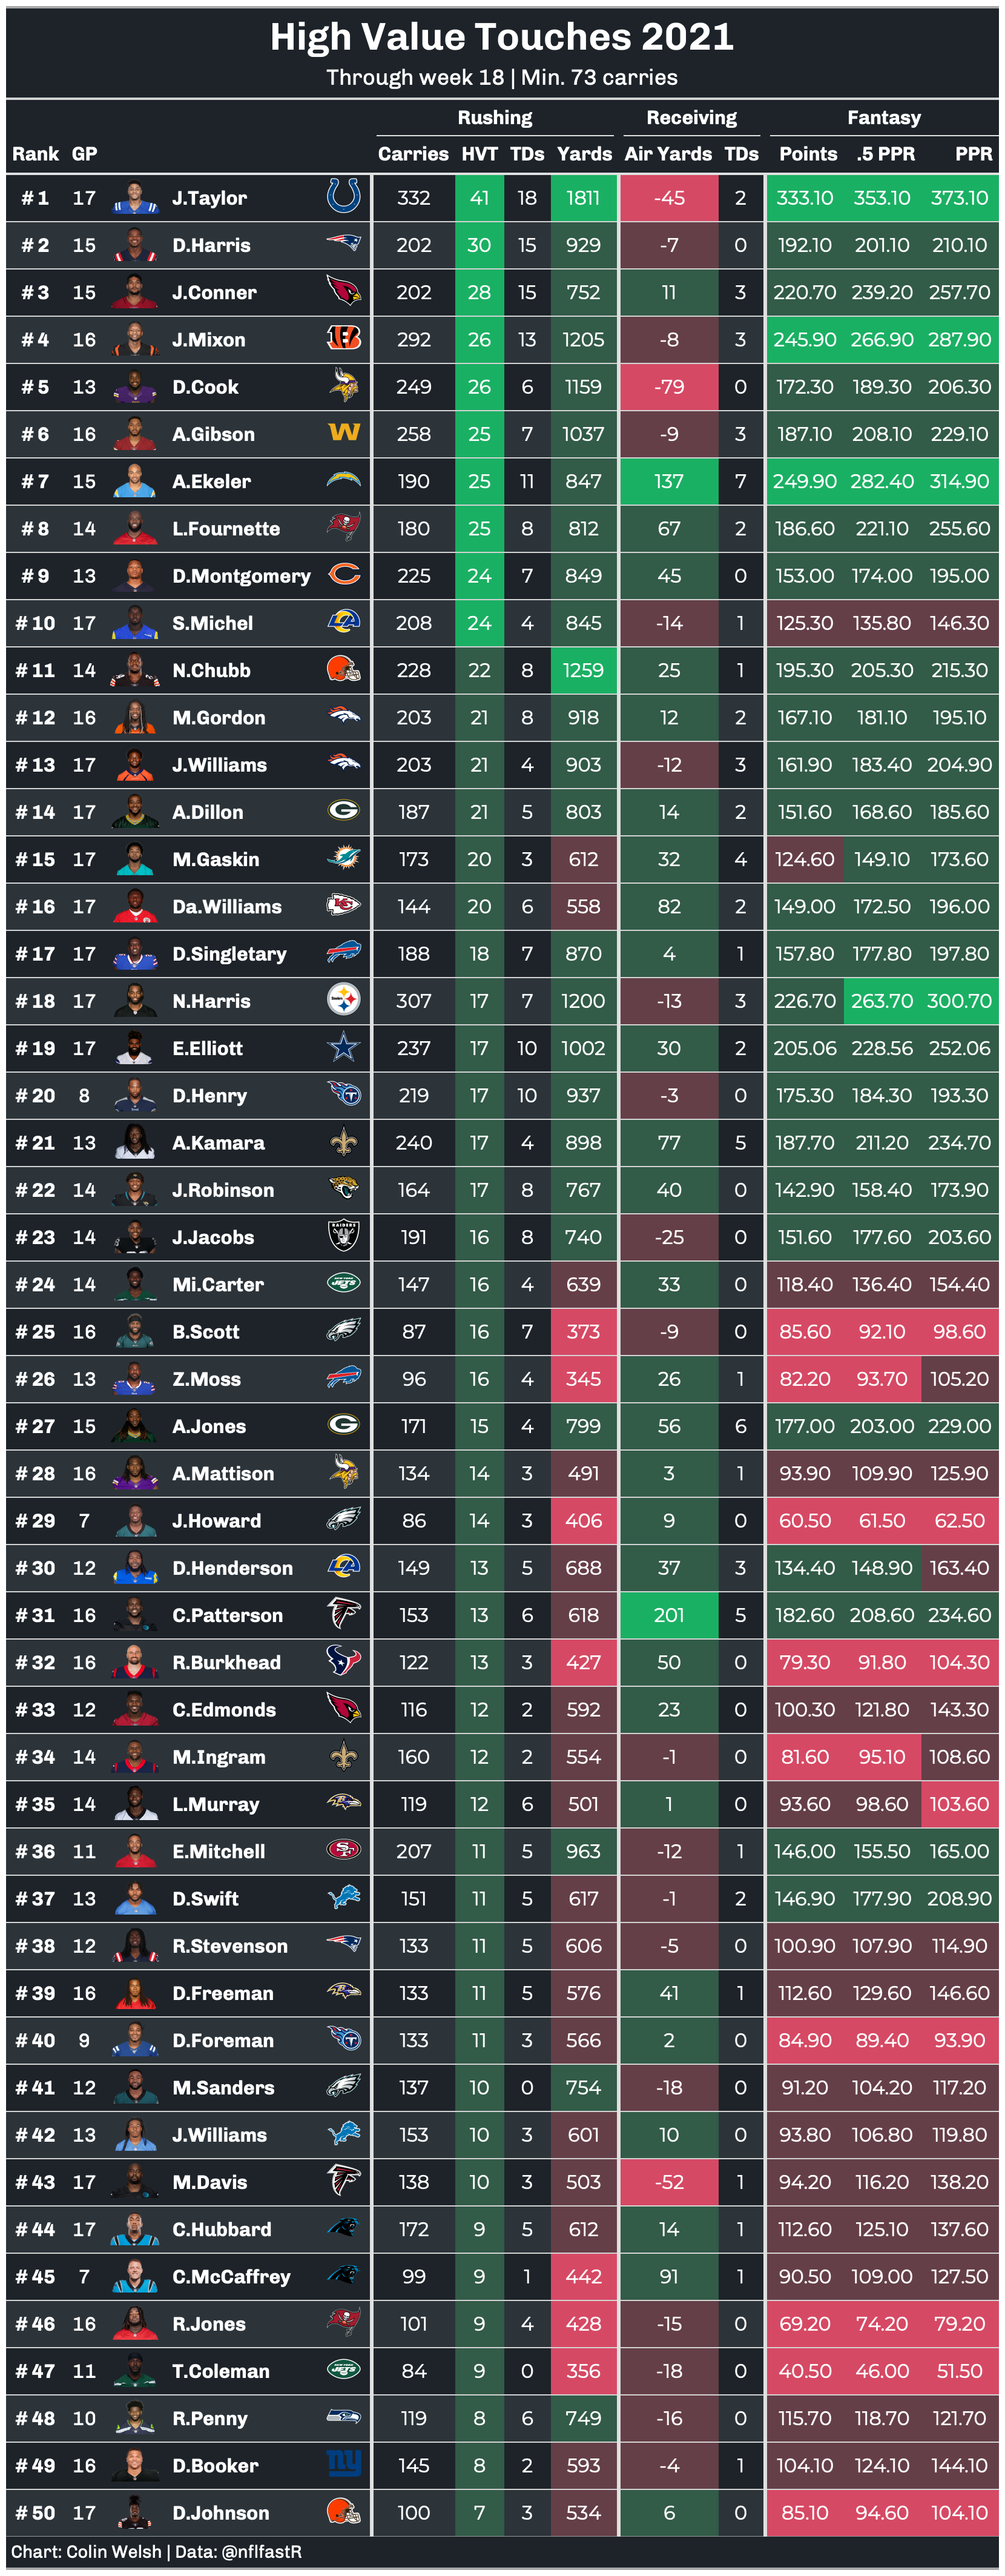 High Value Touches 2021
Through week 18 | Min. 73 carries
Rushing Receiving Fantasy
Rank GP Carries HVT TDs Yards Air Yards TDs Points .5 PPR PPR
# 1 17 J.Taylor 332 41 18 1811 -45 2 333.10 353.10 373.10
# 2 15 D.Harris 202 30 15 929 -7 0 192.10 201.10 210.10
# 3 15 J.Conner 202 28 15 752 11 3 220.70 239.20 257.70
# 4 16 J.Mixon 292 26 13 1205 -8 3 245.90 266.90 287.90
# 5 13 D.Cook 249 26 6 1159 -79 0 172.30 189.30 206.30
# 6 16 A.Gibson W 258 25 7 1037 -9 3 187.10 208.10 229.10
# 7 15 A.Ekeler 190 25 11 847 137 7 249.90 282.40 314.90
# 8 14 L.Fournette 180 25 8 812 67 2 186.60 221.10 255.60
# 9 13 D.Montgomery 225 24 7 849 45 0 153.00 174.00 195.00
# 10 17 S.Michel 208 24 4 845 -14 1 125.30 135.80 146.30
# 11 14 N.Chubb 228 22 8 1259 25 1 195.30 205.30 215.30
# 12 16 M.Gordon 203 21 8 918 12 2 167.10 181.10 195.10
# 13 17 J.Williams 203 21 4 903 -12 3 161.90 183.40 204.90
# 14 17 A.Dillon G 187 21 5 803 14 2 151.60 168.60 185.60
# 15 17 M.Gaskin 173 20 3 612 32 4 124.60 149.10 173.60
# 16 17 Da.Williams KC 144 20 6 558 82 2 149.00 172.50 196.00
# 17 17 D.Singletary 188 18 7 870 4 1 157.80 177.80 197.80
# 18 17 N.Harris 307 17 7 1200 -13 3 226.70 263.70 300.70
# 19 17 E.Elliott 237 17 10 1002 30 2 205.06 228.56 252.06
# 20 8 D.Henry 219 17 10 937 -3 0 175.30 184.30 193.30
# 21 13 A.Kamara 240 17 4 898 77 5 187.70 211.20 234.70
# 22 14 J.Robinson 164 17 8 767 40 0 142.90 158.40 173.90
# 23 14 J.Jacobs RAIDERS 191 16 8 740 -25 0 151.60 177.60 203.60
# 24 14 Mi.Carter JETS 147 16 4 639 33 0 118.40 136.40 154.40
# 25 16 B.Scott 87 16 7 373 -9 0 85.60 92.10 98.60
# 26 13 Z.Moss 96 16 4 345 26 1 82.20 93.70 105.20
# 27 15 A.Jones G 171 15 4 799 56 6 177.00 203.00 229.00
# 28 16 A.Mattison 134 14 3 491 3 1 93.90 109.90 125.90
# 29 7 J.Howard 86 14 3 406 9 0 60.50 61.50 62.50
# 30 12 D.Henderson 149 13 5 688 37 3 134.40 148.90 163.40
# 31 16 C.Patterson 153 13 6 618 201 5 182.60 208.60 234.60
# 32 16 R.Burkhead 122 13 3 427 50 0 79.30 91.80 104.30
# 33 12 C.Edmonds 116 12 2 592 23 0 100.30 121.80 143.30
# 34 14 M.Ingram 160 12 2 554 -1 0 81.60 95.10 108.60
# 35 14 L.Murray 119 12 6 501 1 0 93.60 98.60 103.60
# 36 11 E.Mitchell SF 207 11 5 963 -12 1 146.00 155.50 165.00
# 37 13 D.Swift 151 11 5 617 -1 2 146.90 177.90 208.90
# 38 12 R.Stevenson 133 11 5 606 -5 0 100.90 107.90 114.90
# 39 16 D.Freeman 133 11 5 576 41 1 112.60 129.60 146.60
# 40 9 D.Foreman 133 11 3 566 2 0 84.90 89.40 93.90
# 41 12 M.Sanders 137 10 0 754 -18 0 91.20 104.20 117.20
# 42 13 J.Williams 153 10 3 601 10 0 93.80 106.80 119.80
# 43 17 M.Davis 138 10 3 503 -52 1 94.20 116.20 138.20
# 44 17 C.Hubbard 172 9 5 612 14 1 112.60 125.10 137.60
# 45 7 C.McCaffrey 99 9 1 442 91 1 90.50 109.00 127.50
# 46 16 R.Jones 101 9 4 428 -15 0 69.20 74.20 79.20
# 47 11 T.Coleman JETS 84 9 0 356 -18 0 40.50 46.00 51.50
# 48 10 R.Penny 119 8 6 749 -16 0 115.70 118.70 121.70
# 49 16 D.Booker ny 145 8 2 593 -4 1 104.10 124.10 144.10
# 50 17 D.Johnson 100 7 3 534 6 0 85.10 94.60 104.10
Chart: Colin Welsh | Data: @nflfastR